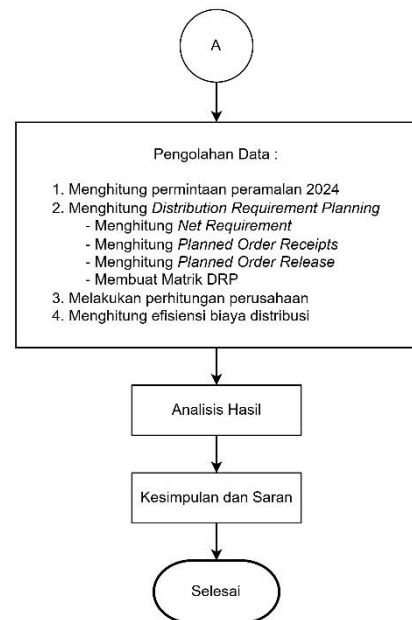 A
Pengolahan Data :
1. Menghitung permintaan peramalan 2024
2. Menghitung Distribution Requirement Planning
- Menghitung Net Requirement
- Menghitung Planned Order Receipts
- Menghitung Planned Order Release
- Membuat Matrik DRP
3. Melakukan perhitungan perusahaan
4. Menghitung efisiensi biaya distribusi
Analisis Hasil
Kesimpulan dan Saran
Selesai